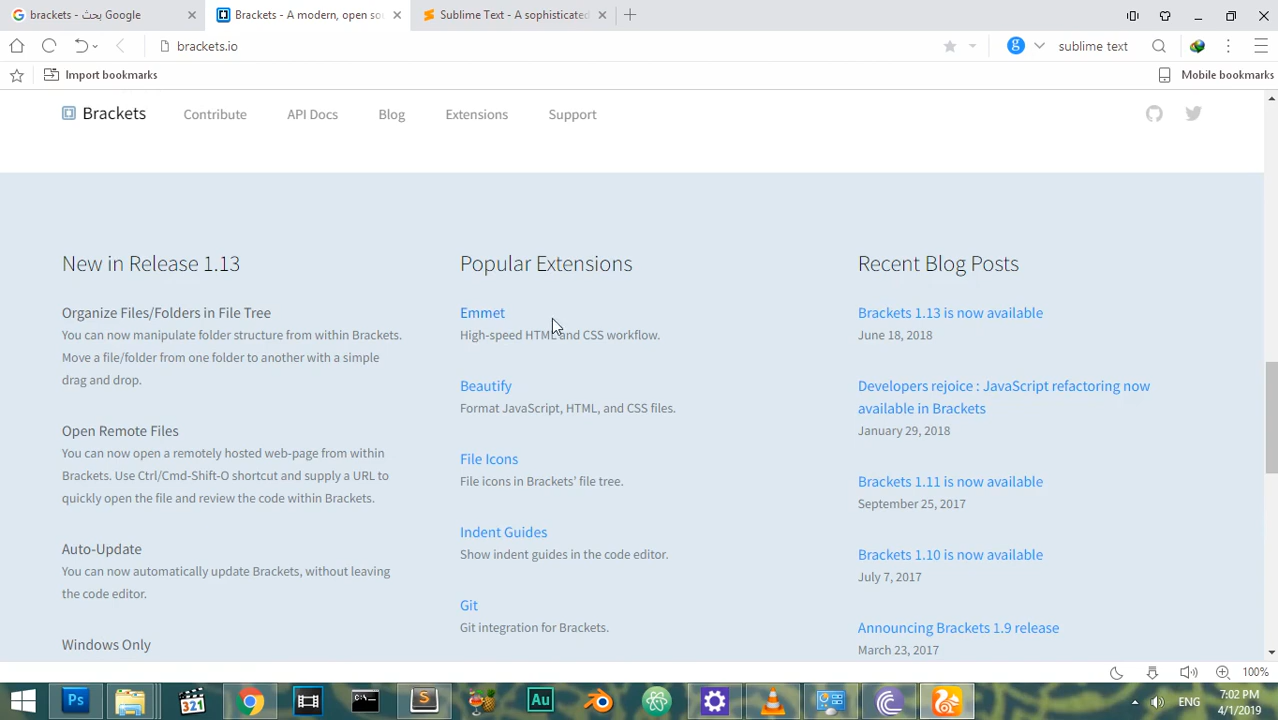 brackets - بحث Google
Brackets - A modern, open sou
Sublime Text - A sophisticated
brackets.io
sublime text
Import bookmarks
Mobile bookmarks
Brackets
Contribute
API Docs
Blog
Extensions
Support
New in Release 1.13
Organize Files/Folders in File Tree
You can now manipulate folder structure from within Brackets.
Move a file/folder from one folder to another with a simple
drag and drop.
Open Remote Files
You can now open a remotely hosted web-page from within
Brackets. Use Ctrl/Cmd-Shift-O shortcut and supply a URL to
quickly open the file and review the code within Brackets.
Auto-Update
You can now automatically update Brackets, without leaving
the code editor.
Windows Only
Popular Extensions
Emmet
High-speed HTML and CSS workflow.
Beautify
Format JavaScript, HTML, and CSS files.
File Icons
File icons in Brackets' file tree.
Indent Guides
Show indent guides in the code editor.
Git
Git integration for Brackets.
Recent Blog Posts
Brackets 1.13 is now available
June 18, 2018
Developers rejoice : JavaScript refactoring now
available in Brackets
January 29, 2018
Brackets 1.11 is now available
September 25, 2017
Brackets 1.10 is now available
July 7, 2017
Announcing Brackets 1.9 release
March 23, 2017
100%
Ps
321
Au
ENG
7:02 PM
4/1/2019